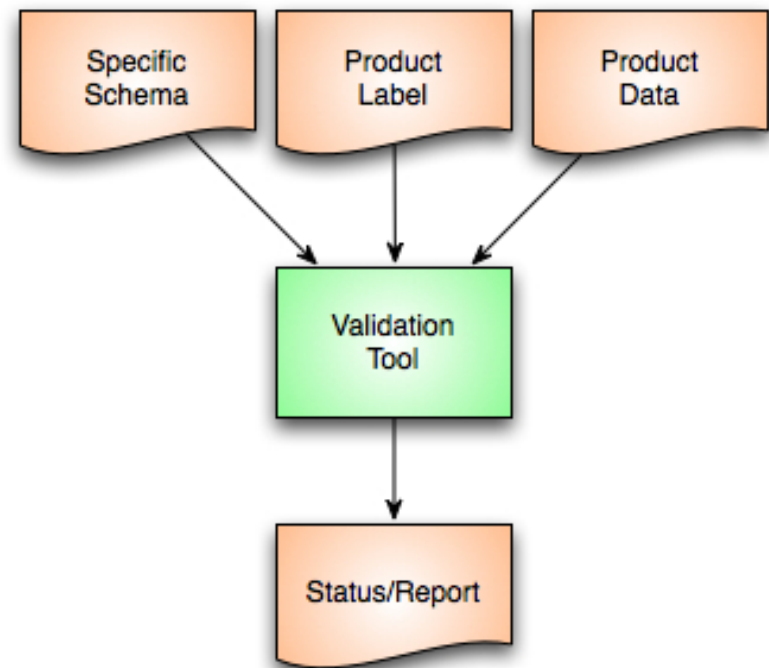 Specific
Schema
Product
Label
Product
Data
Validation
Tool
Status/Report